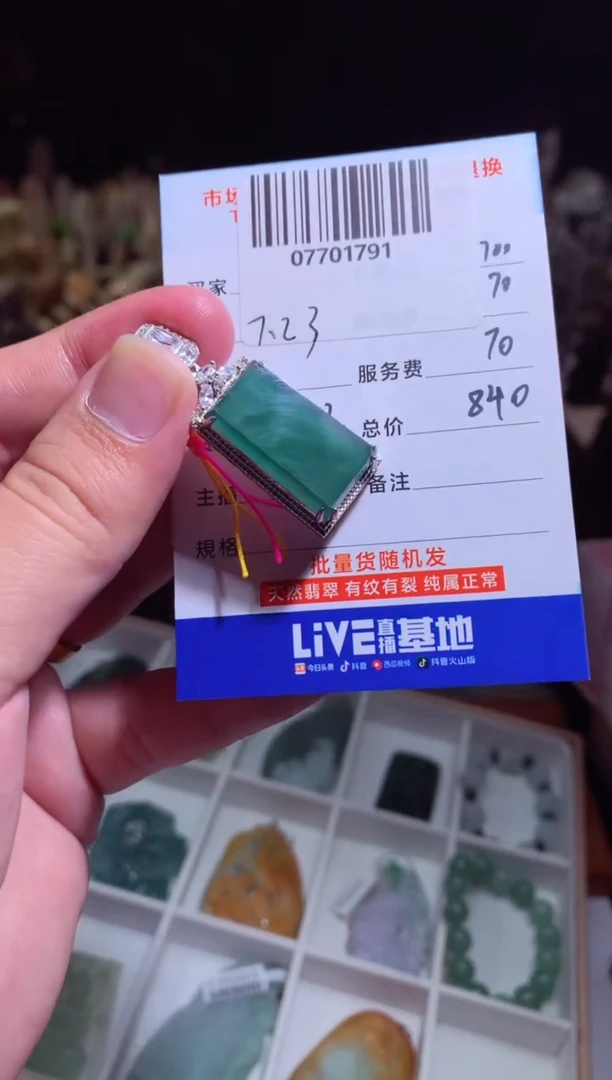 市场
换
07701791
700
买家
70
7.23
服务费 70
总价 840
备注
主播
规格
批量货随机发
天然翡翠 有纹有裂 纯属正常
LiVE直播基地
今日头条 抖音 西瓜视频 抖音火山版